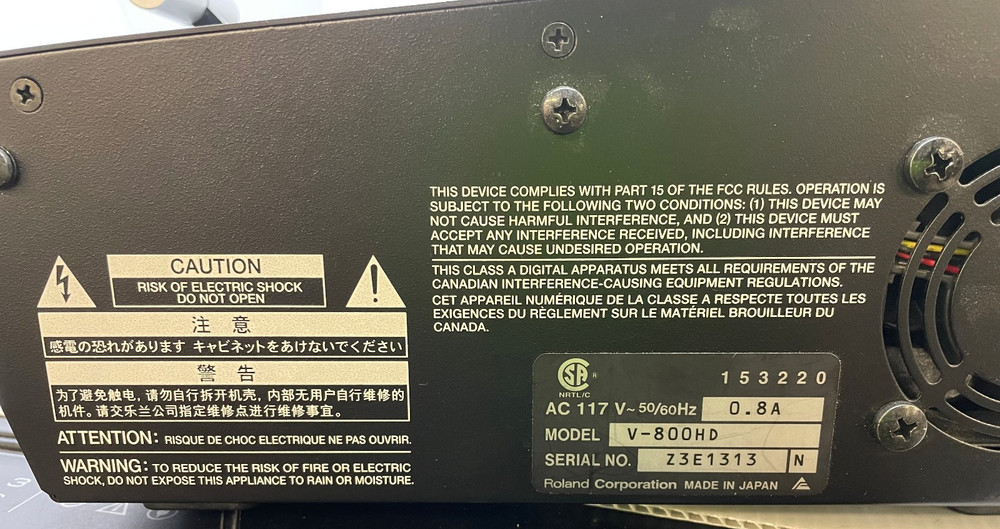 CAUTION
RISK OF ELECTRIC SHOCK
DO NOT OPEN
注 意
感電の恐れがあります キャビネットをあけないでください
警 告
为了避免触电, 请勿自行拆开机壳, 内部无用户自行维修的
机件。请交乐兰公司指定维修点进行维修事宜。
ATTENTION: RISQUE DE CHOC ELECTRIQUE NE PAS OUVRIR.
WARNING: TO REDUCE THE RISK OF FIRE OR ELECTRIC
SHOCK, DO NOT EXPOSE THIS APPLIANCE TO RAIN OR MOISTURE.
THIS DEVICE COMPLIES WITH PART 15 OF THE FCC RULES. OPERATION IS
SUBJECT TO THE FOLLOWING TWO CONDITIONS: (1) THIS DEVICE MAY
NOT CAUSE HARMFUL INTERFERENCE, AND (2) THIS DEVICE MUST
ACCEPT ANY INTERFERENCE RECEIVED, INCLUDING INTERFERENCE
THAT MAY CAUSE UNDESIRED OPERATION.
THIS CLASS A DIGITAL APPARATUS MEETS ALL REQUIREMENTS OF THE
CANADIAN INTERFERENCE-CAUSING EQUIPMENT REGULATIONS.
CET APPAREIL NUMÉRIQUE DE LA CLASSE A RESPECTE TOUTES LES
EXIGENCES DU RÈGLEMENT SUR LE MATÉRIEL BROUILLEUR DU
CANADA.
SA ®
NRTL/C
153220
AC 117 V~ 50/60Hz 0.8A
MODEL V-800HD
SERIAL NO. Z3E1313 N
Roland Corporation MADE IN JAPAN